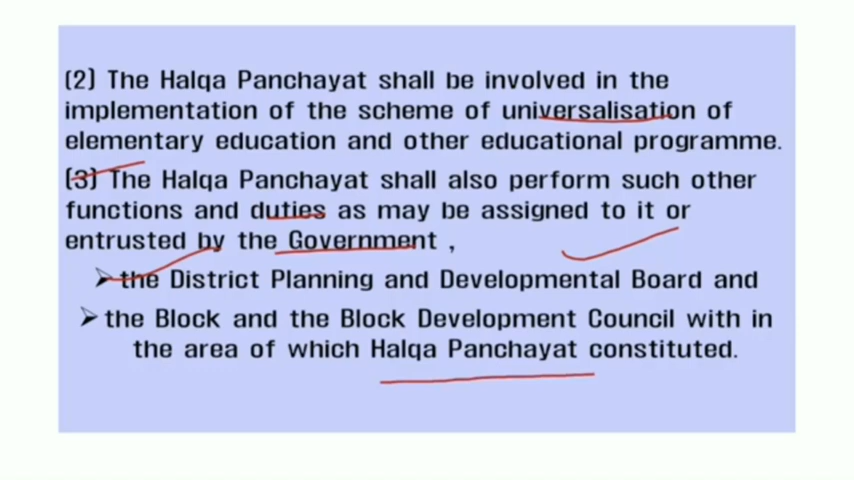 (2) The Halqa Panchayat shall be involved in the
implementation of the scheme of universalisation of
elementary education and other educational programme.
(3) The Halqa Panchayat shall also perform such other
functions and duties as may be assigned to it or
entrusted by the Government ,
➢ the District Planning and Developmental Board and
➢ the Block and the Block Development Council with in
the area of which Halqa Panchayat constituted.